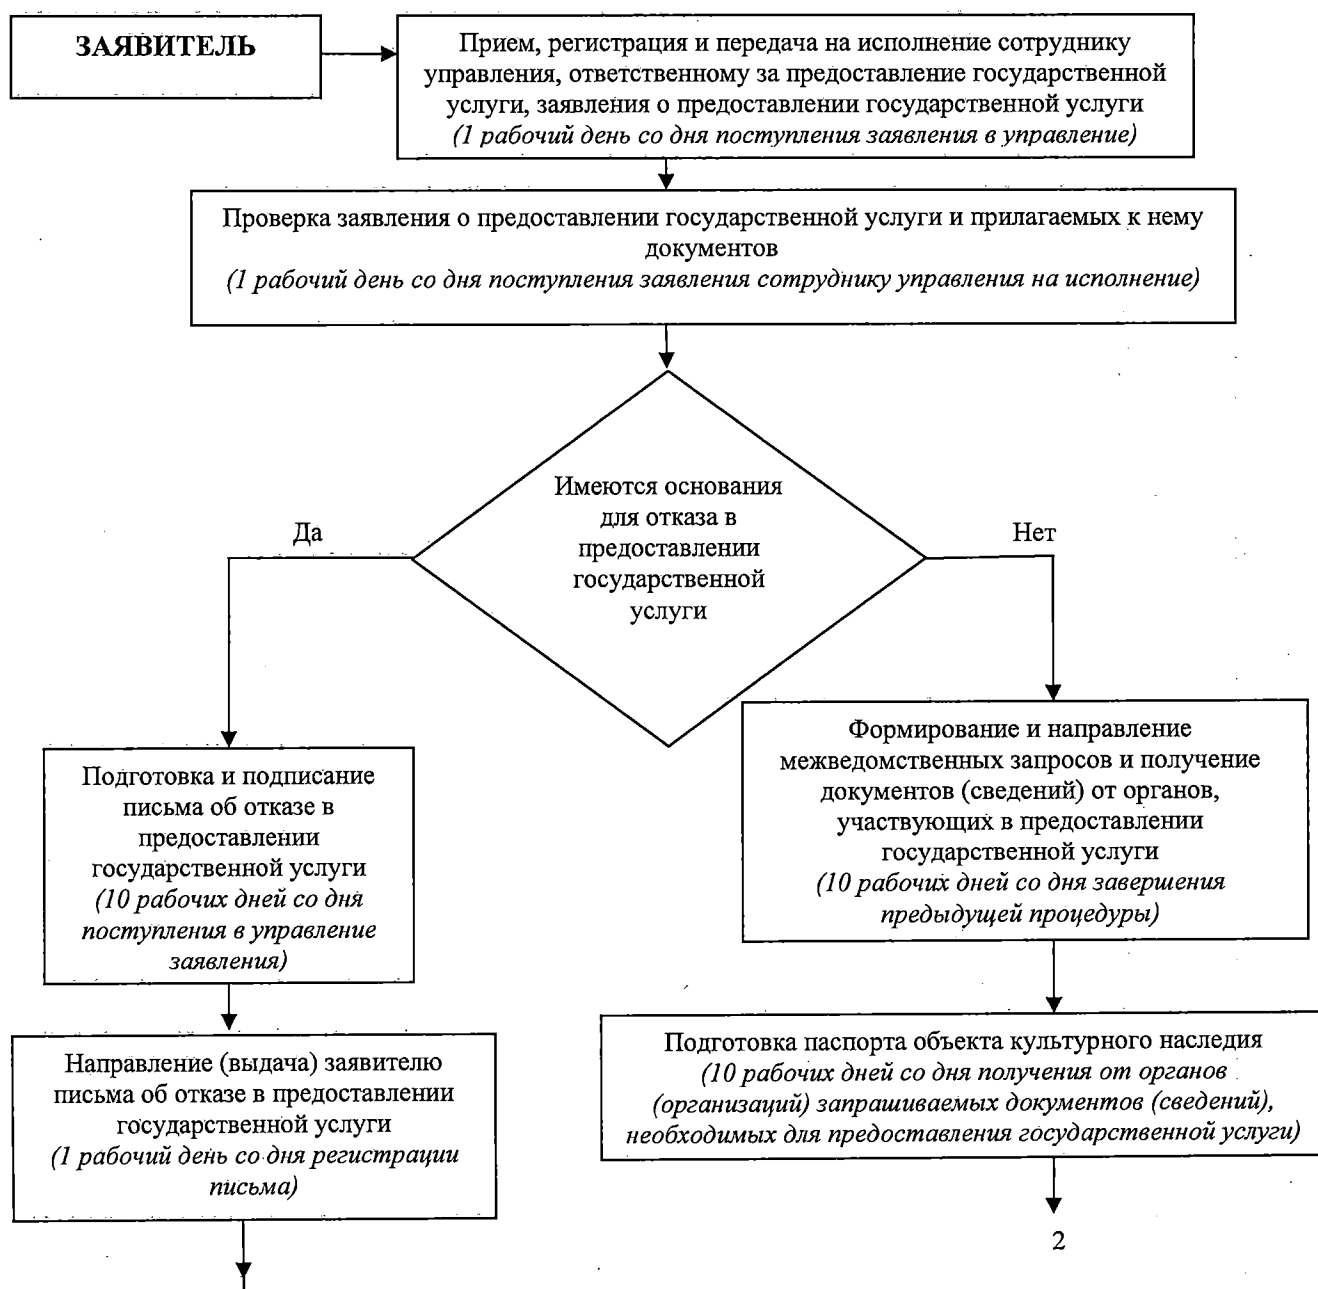 ЗАЯВИТЕЛЬ
Прием, регистрация и передача на исполнение сотруднику
управления, ответственному за предоставление государственной
услуги, заявления о предоставлении государственной услуги
(1 рабочий день со дня поступления заявления в управление)
Проверка заявления о предоставлении государственной услуги и прилагаемых к нему
документов
(1 рабочий день со дня поступления заявления сотруднику управления на исполнение)
Имеются основания
для отказа в
предоставлении
государственной
услуги
Да
Нет
Подготовка и подписание
письма об отказе в
предоставлении
государственной услуги
(10 рабочих дней со дня
поступления в управление
заявления)
Направление (выдача) заявителю
письма об отказе в предоставлении
государственной услуги
(1 рабочий день со дня регистрации
письма)
Формирование и направление
межведомственных запросов и получение
документов (сведений) от органов,
участвующих в предоставлении
государственной услуги
(10 рабочих дней со дня завершения
предыдущей процедуры)
Подготовка паспорта объекта культурного наследия
(10 рабочих дней со дня получения от органов
(организаций) запрашиваемых документов (сведений),
необходимых для предоставления государственной услуги)
2